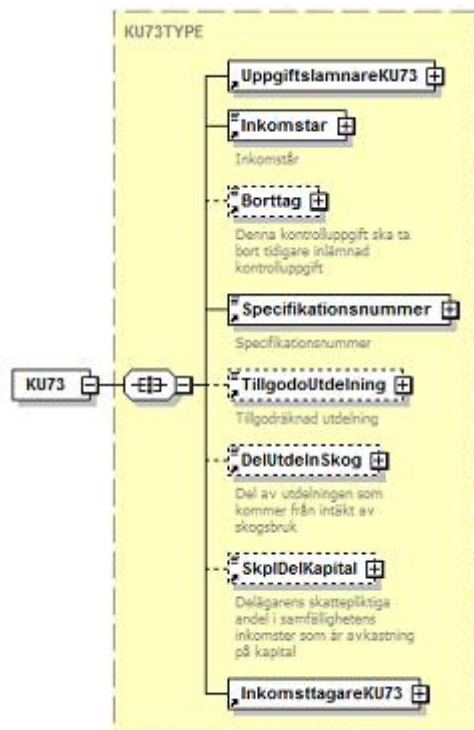 KU73TYPE
UppgiftslamnareKU73
Inkomstar
Inkomstår
Borttag
Denna kontrolluppgift ska ta
bort tidigare inlämnad
kontrolluppgift
Specifikationsnummer
Specifikationsnummer
KU73
TillgodoUtdelning
Tillgodräknad utdelning
DelUtdelnSkog
Del av utdelningen som
kommer från intäkt av
skogsbruk
SkplDelKapital
Delägarens skattepliktiga
andel i samfällighetens
inkomster som är avkastning
på kapital
InkomsttagareKU73